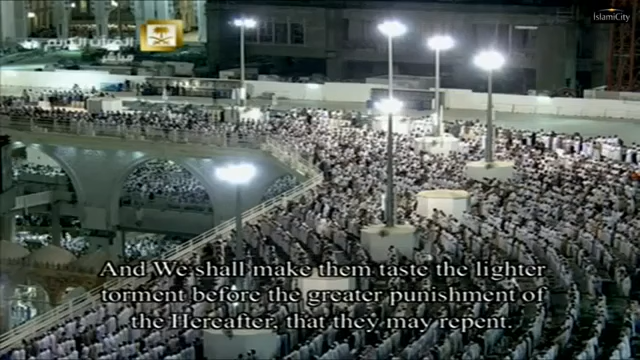 IslamiCity
And We shall make them taste the lighter
torment before the greater punishment of
the Hereafter, that they may repent.